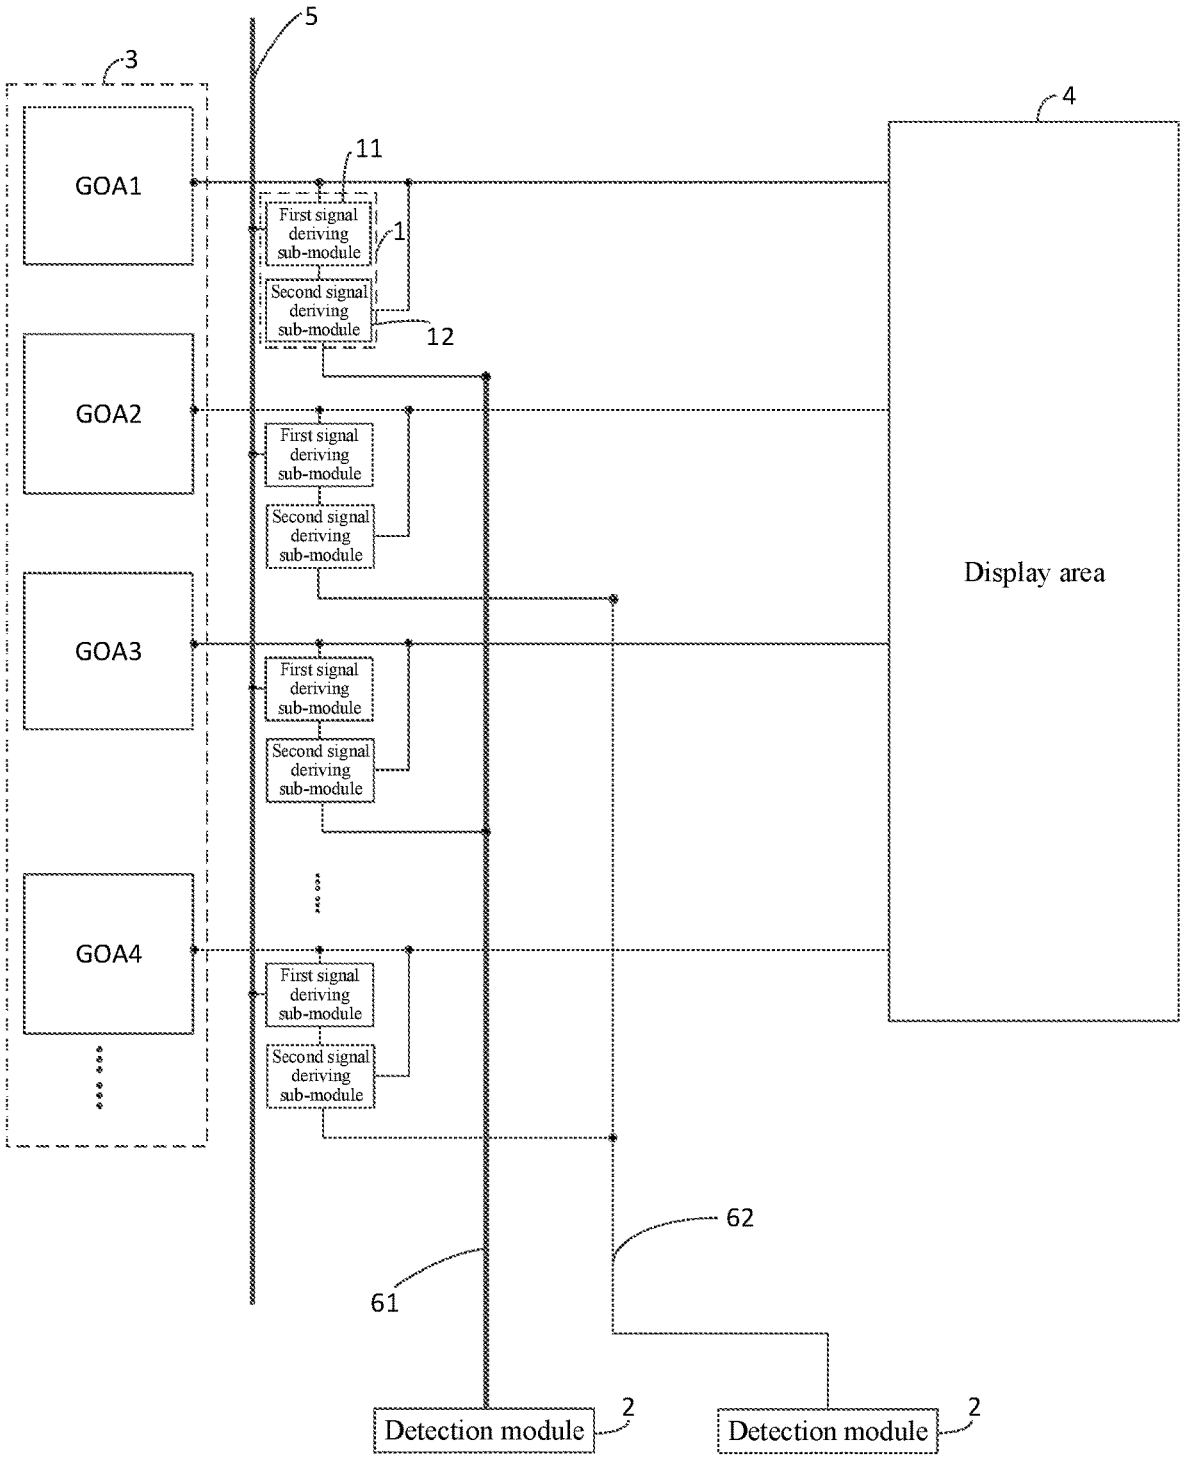 5
3
4
GOA1
11
First signal
deriving
sub-module
1
Second signal
deriving
sub-module
12
GOA2
First signal
deriving
sub-module
Second signal
deriving
sub-module
Display area
GOA3
First signal
deriving
sub-module
Second signal
deriving
sub-module
GOA4
First signal
deriving
sub-module
Second signal
deriving
sub-module
62
61
Detection module
2
Detection module
2